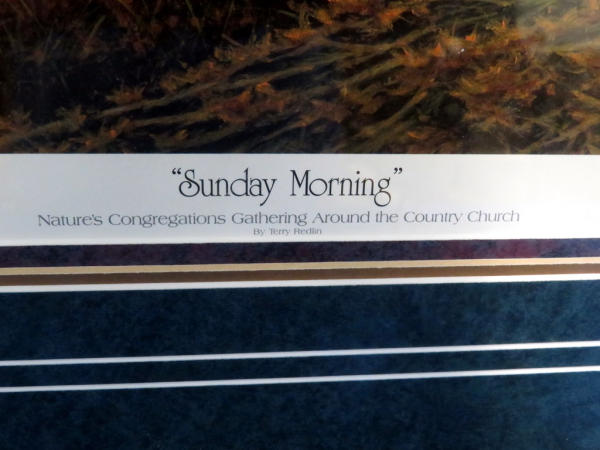 “Sunday Morning”
Nature's Congregations Gathering Around the Country Church
By Terry Redlin